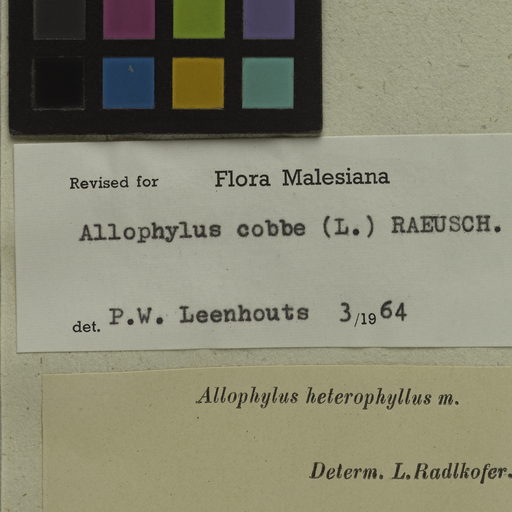 Revised for Flora Malesiana
Allophylus cobbe (L.) RAEUSCH.
det. P.W. Leenhouts 3/1964
Allophylus heterophyllus m.
Determ. L. Radlkofer.